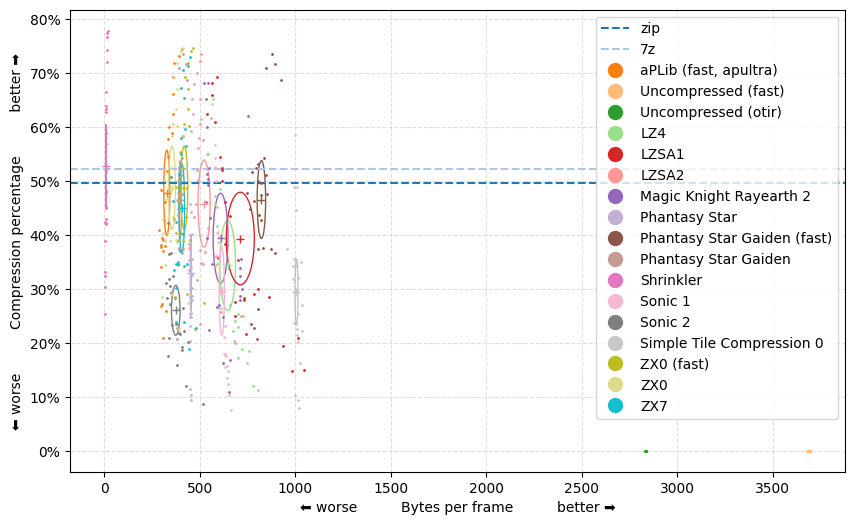 80%
70%
60%
50%
40%
30%
20%
10%
0%
⬅ worse Compression percentage better ➡
0 500 1000 1500 2000 2500 3000 3500
⬅ worse Bytes per frame better ➡
zip
7z
aPLib (fast, apultra)
Uncompressed (fast)
Uncompressed (otir)
LZ4
LZSA1
LZSA2
Magic Knight Rayearth 2
Phantasy Star
Phantasy Star Gaiden (fast)
Phantasy Star Gaiden
Shrinkler
Sonic 1
Sonic 2
Simple Tile Compression 0
ZX0 (fast)
ZX0
ZX7